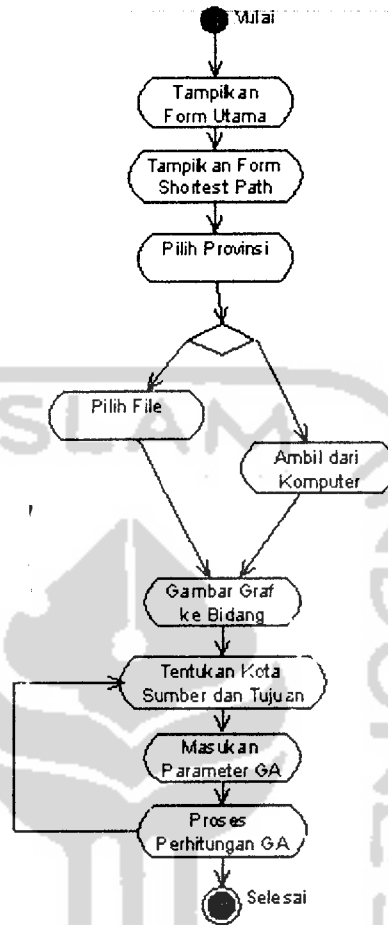 Mulai
Tampilkan
Form Utama
Tampilkan Form
Shortest Path
Pilih Provinsi
Pilih File
Ambil dari
Komputer
Gambar Graf
ke Bidang
Tentukan Kota
Sumber dan Tujuan
Masukan
Parameter GA
Proses
Perhitungan GA
Selesai